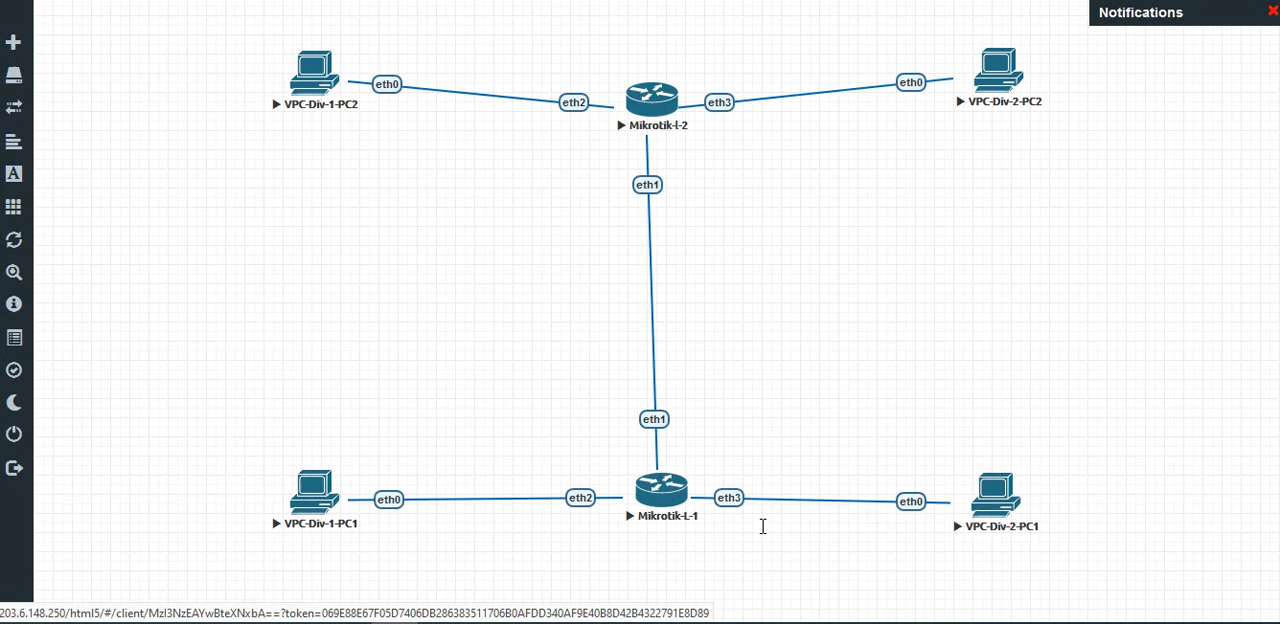 Notifications
VPC-Div-1-PC2
eth0
eth2
Mikrotik-l-2
eth3
eth0
VPC-Div-2-PC2
eth1
eth1
VPC-Div-1-PC1
eth0
eth2
Mikrotik-L-1
eth3
eth0
VPC-Div-2-PC1
203.6.148.250/html5/#/client/MzI3NzEAYwBteXNxbA==?token=069E88E67F05D7406DB286383511706B0AFDD340AF9E40B8D42B4322791E8D89